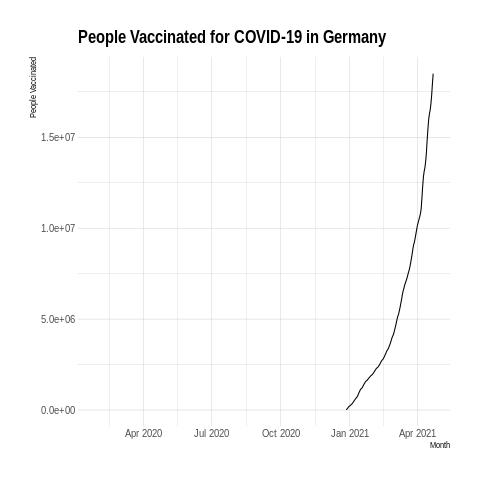 People Vaccinated for COVID-19 in Germany
People Vaccinated
1.5e+07
1.0e+07
5.0e+06
0.0e+00
Apr 2020 Jul 2020 Oct 2020 Jan 2021 Apr 2021
Month